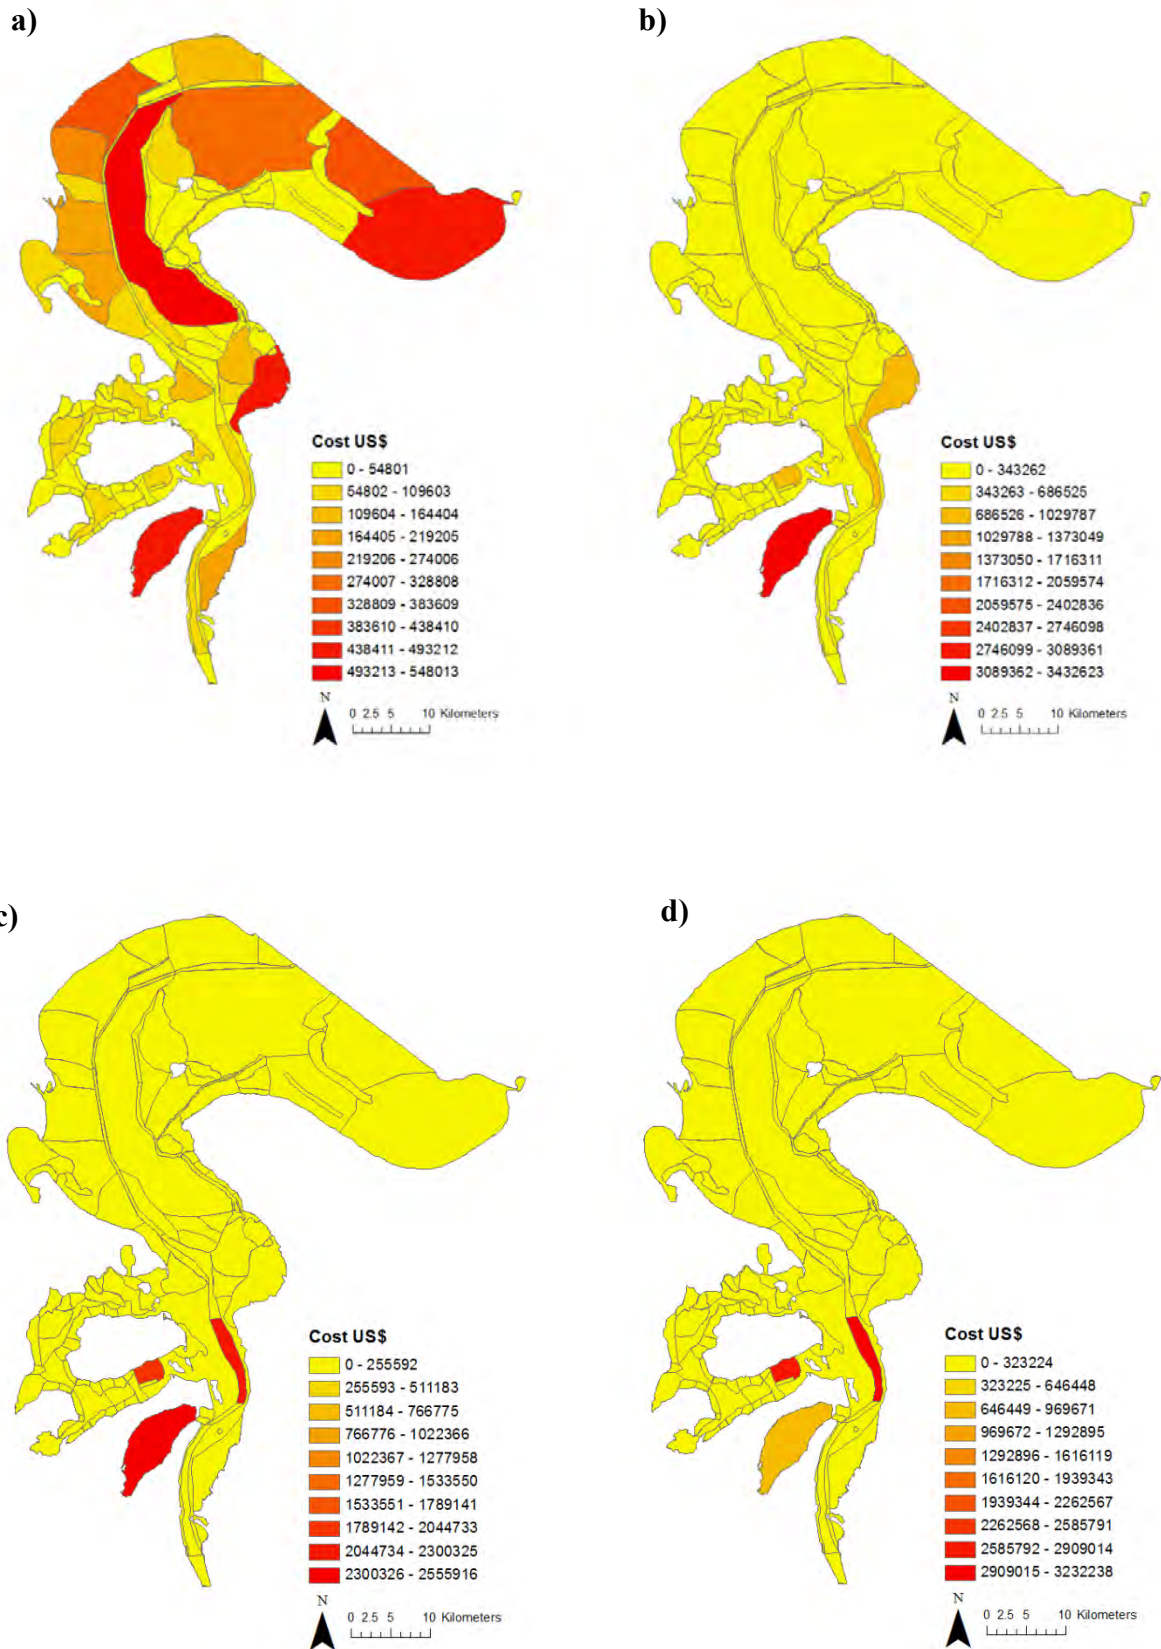 a)
b)
Cost US$
0 - 54801
54802 - 109603
109604 - 164404
164405 - 219205
219206 - 274006
274007 - 328808
328809 - 383609
383610 - 438410
438411 - 493212
493213 - 548013
N
0 2.5 5 10 Kilometers
Cost US$
0 - 343262
343263 - 686525
686526 - 1029787
1029788 - 1373049
1373050 - 1716311
1716312 - 2059574
2059575 - 2402836
2402837 - 2746098
2746099 - 3089361
3089362 - 3432623
N
0 2.5 5 10 Kilometers
c)
d)
Cost US$
0 - 255592
255593 - 511183
511184 - 766775
766776 - 1022366
1022367 - 1277958
1277959 - 1533550
1533551 - 1789141
1789142 - 2044733
2044734 - 2300325
2300326 - 2555916
N
0 2.5 5 10 Kilometers
Cost US$
0 - 323224
323225 - 646448
646449 - 969671
969672 - 1292895
1292896 - 1616119
1616120 - 1939343
1939344 - 2262567
2262568 - 2585791
2585792 - 2909014
2909015 - 3232238
N
0 2.5 5 10 Kilometers